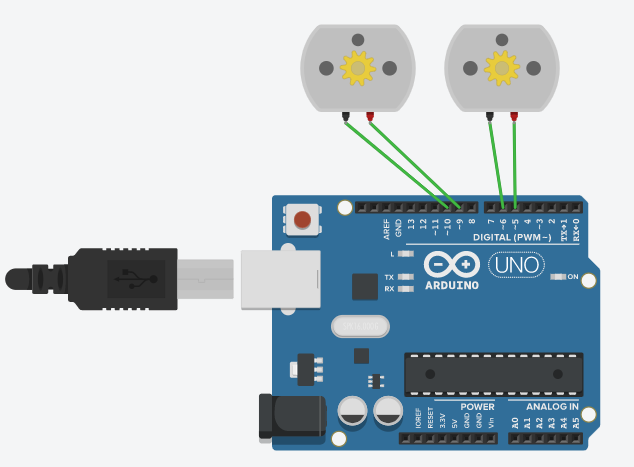 AREF
GND
13
12
~11
~10
~9
8
7
~6
~5
4
~3
2
TX→1
RX←0
DIGITAL (PWM~)
L
TX
RX
ARDUINO
UNO
ON
IOREF
RESET
3.3V
5V
GND
GND
Vin
POWER
ANALOG IN
A0
A1
A2
A3
A4
A5